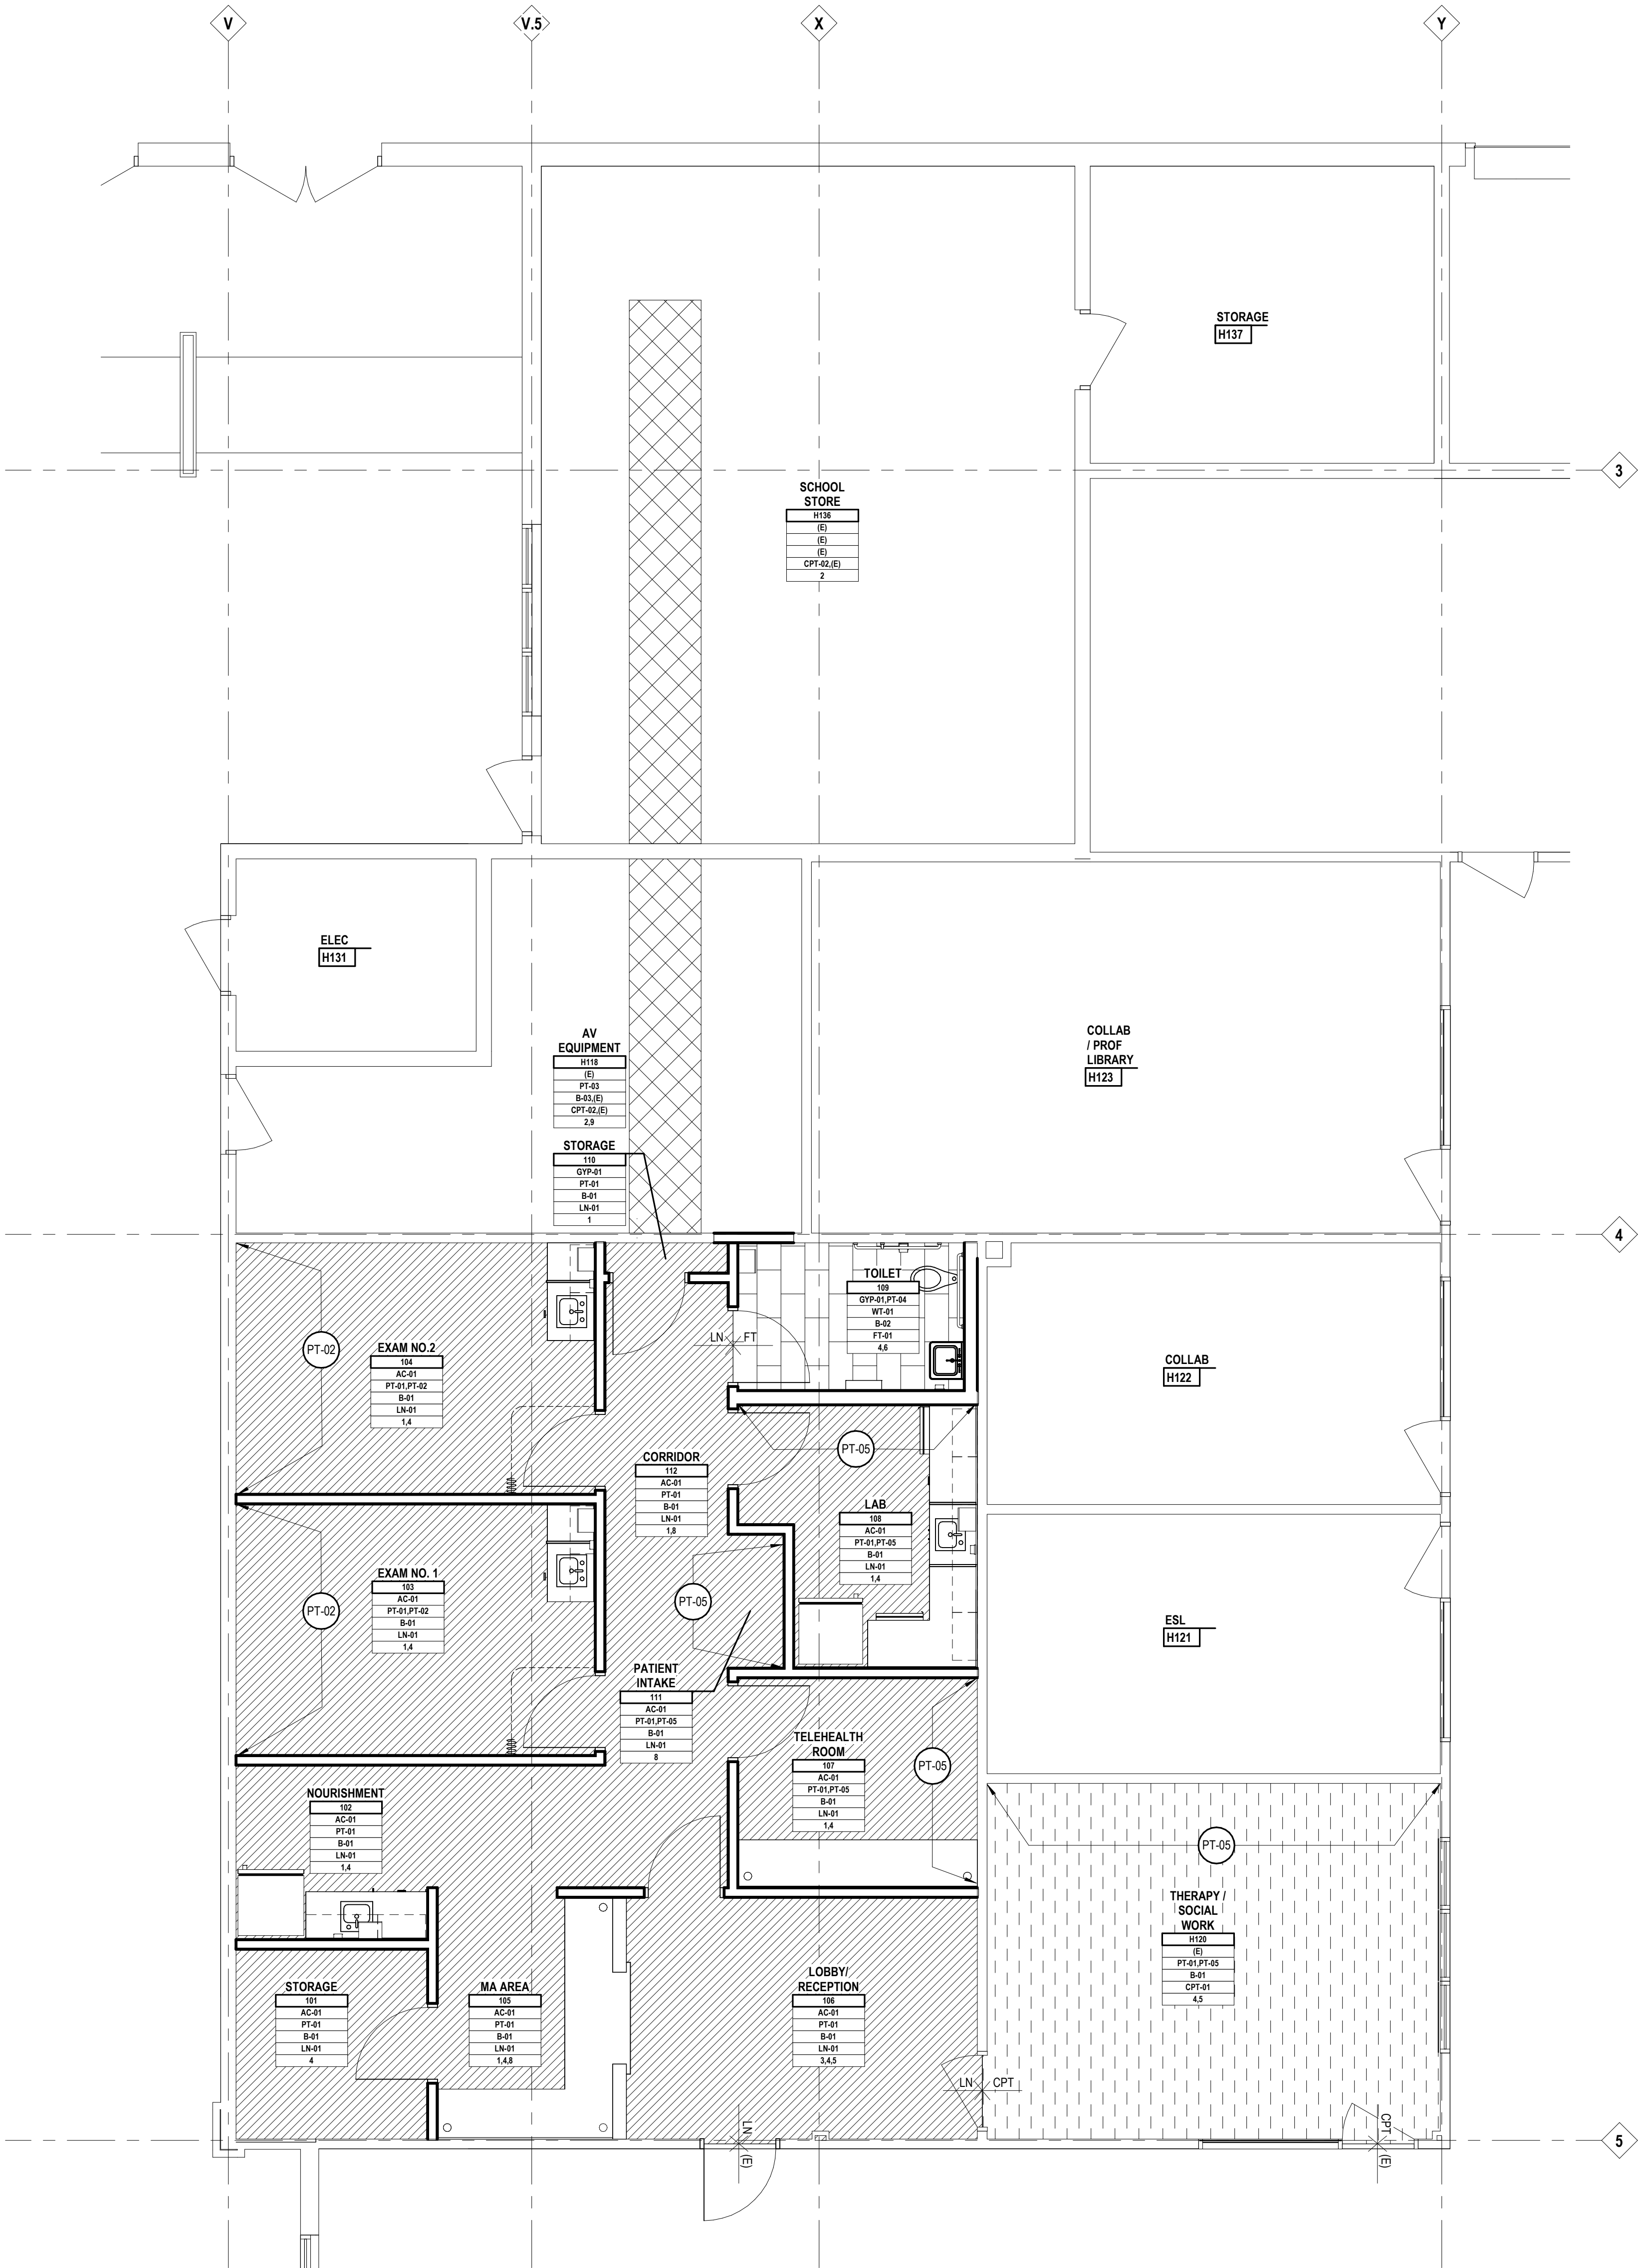 V
V.5
X
Y
STORAGE
H137
3
SCHOOL
STORE
H136
(E)
(E)
(E)
CPT-02,(E)
2
ELEC
H131
AV
EQUIPMENT
H118
(E)
PT-03
B-03,(E)
CPT-02,(E)
2,9
COLLAB
/ PROF
LIBRARY
H123
STORAGE
110
GYP-01
PT-01
B-01
LN-01
1
4
TOILET
109
GYP-01,PT-04
WT-01
B-02
FT-01
4,6
LN
FT
PT-02
EXAM NO.2
104
AC-01
PT-01,PT-02
B-01
LN-01
1,4
COLLAB
H122
PT-05
CORRIDOR
112
AC-01
PT-01
B-01
LN-01
1,8
LAB
108
AC-01
PT-01,PT-05
B-01
LN-01
1,4
EXAM NO. 1
103
AC-01
PT-01,PT-02
B-01
LN-01
1,4
PT-02
PT-05
ESL
H121
PATIENT
INTAKE
111
AC-01
PT-01,PT-05
B-01
LN-01
8
TELEHEALTH
ROOM
107
AC-01
PT-01,PT-05
B-01
LN-01
1,4
PT-05
NOURISHMENT
102
AC-01
PT-01
B-01
LN-01
1,4
PT-05
THERAPY /
SOCIAL
WORK
H120
(E)
PT-01,PT-05
B-01
CPT-01
4,5
STORAGE
101
AC-01
PT-01
B-01
LN-01
4
MA AREA
105
AC-01
PT-01
B-01
LN-01
1,4,8
LOBBY/
RECEPTION
106
AC-01
PT-01
B-01
LN-01
3,4,5
LN
CPT
LN
(E)
CPT
(E)
5